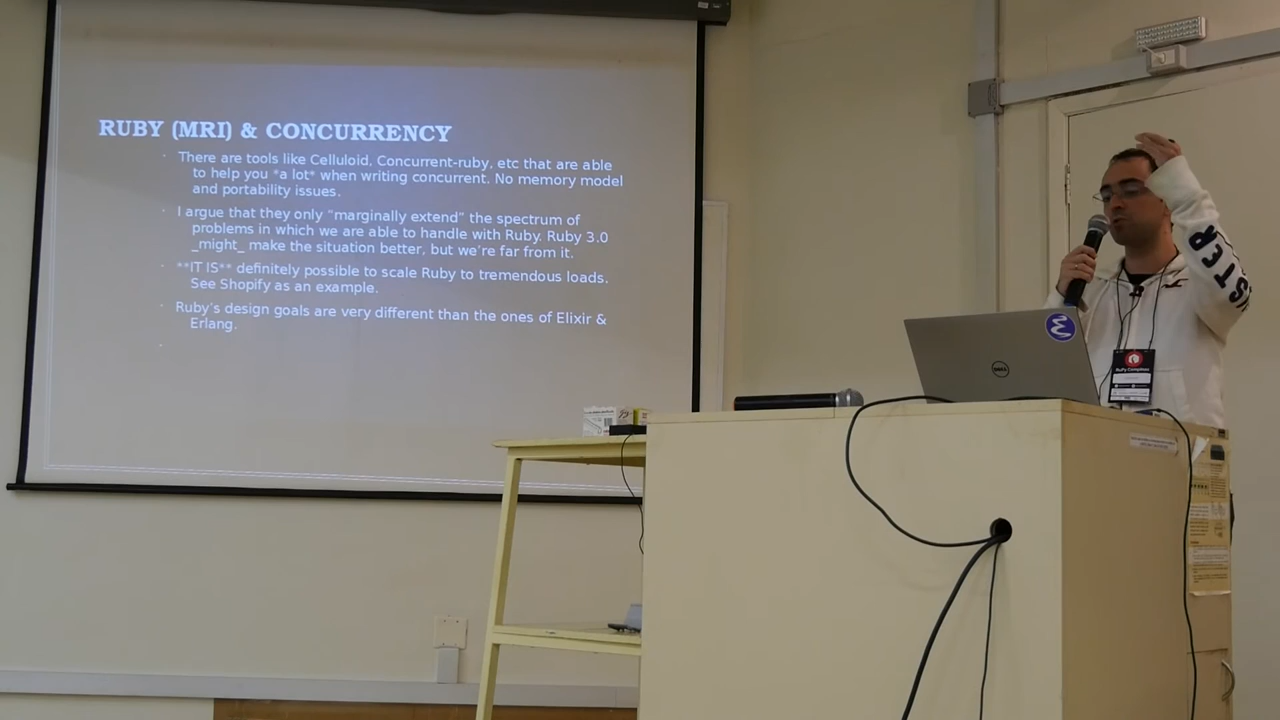 RUBY (MRI) & CONCURRENCY
There are tools like Celluloid, Concurrent-ruby, etc that are able
to help you *a lot* when writing concurrent. No memory model
and portability issues.
I argue that they only “marginally extend” the spectrum of
problems in which we are able to handle with Ruby. Ruby 3.0
_might_ make the situation better, but we’re far from it.
**IT IS** definitely possible to scale Ruby to tremendous loads.
See Shopify as an example.
Ruby’s design goals are very different than the ones of Elixir &
Erlang.
DELL
RuPy Campinas